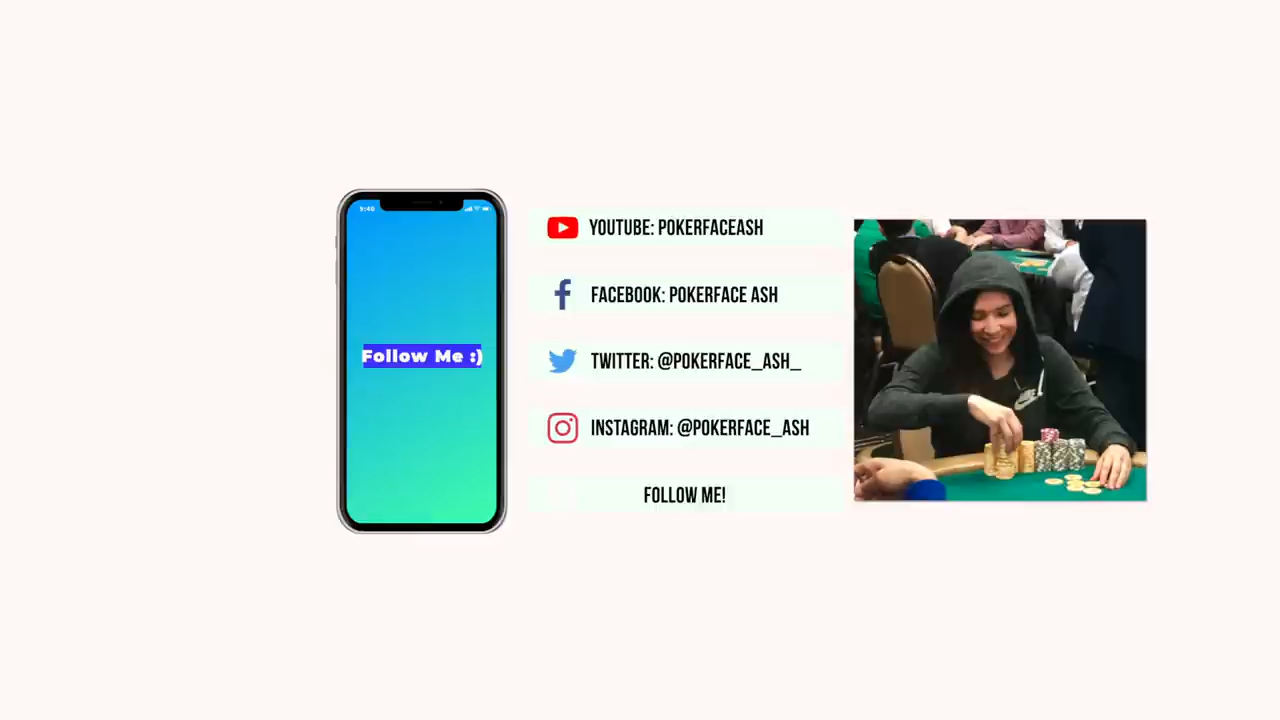 9:40
Follow Me :)
YOUTUBE: POKERFACEASH
FACEBOOK: POKERFACE ASH
TWITTER: @POKERFACE_ASH_
INSTAGRAM: @POKERFACE_ASH
FOLLOW ME!